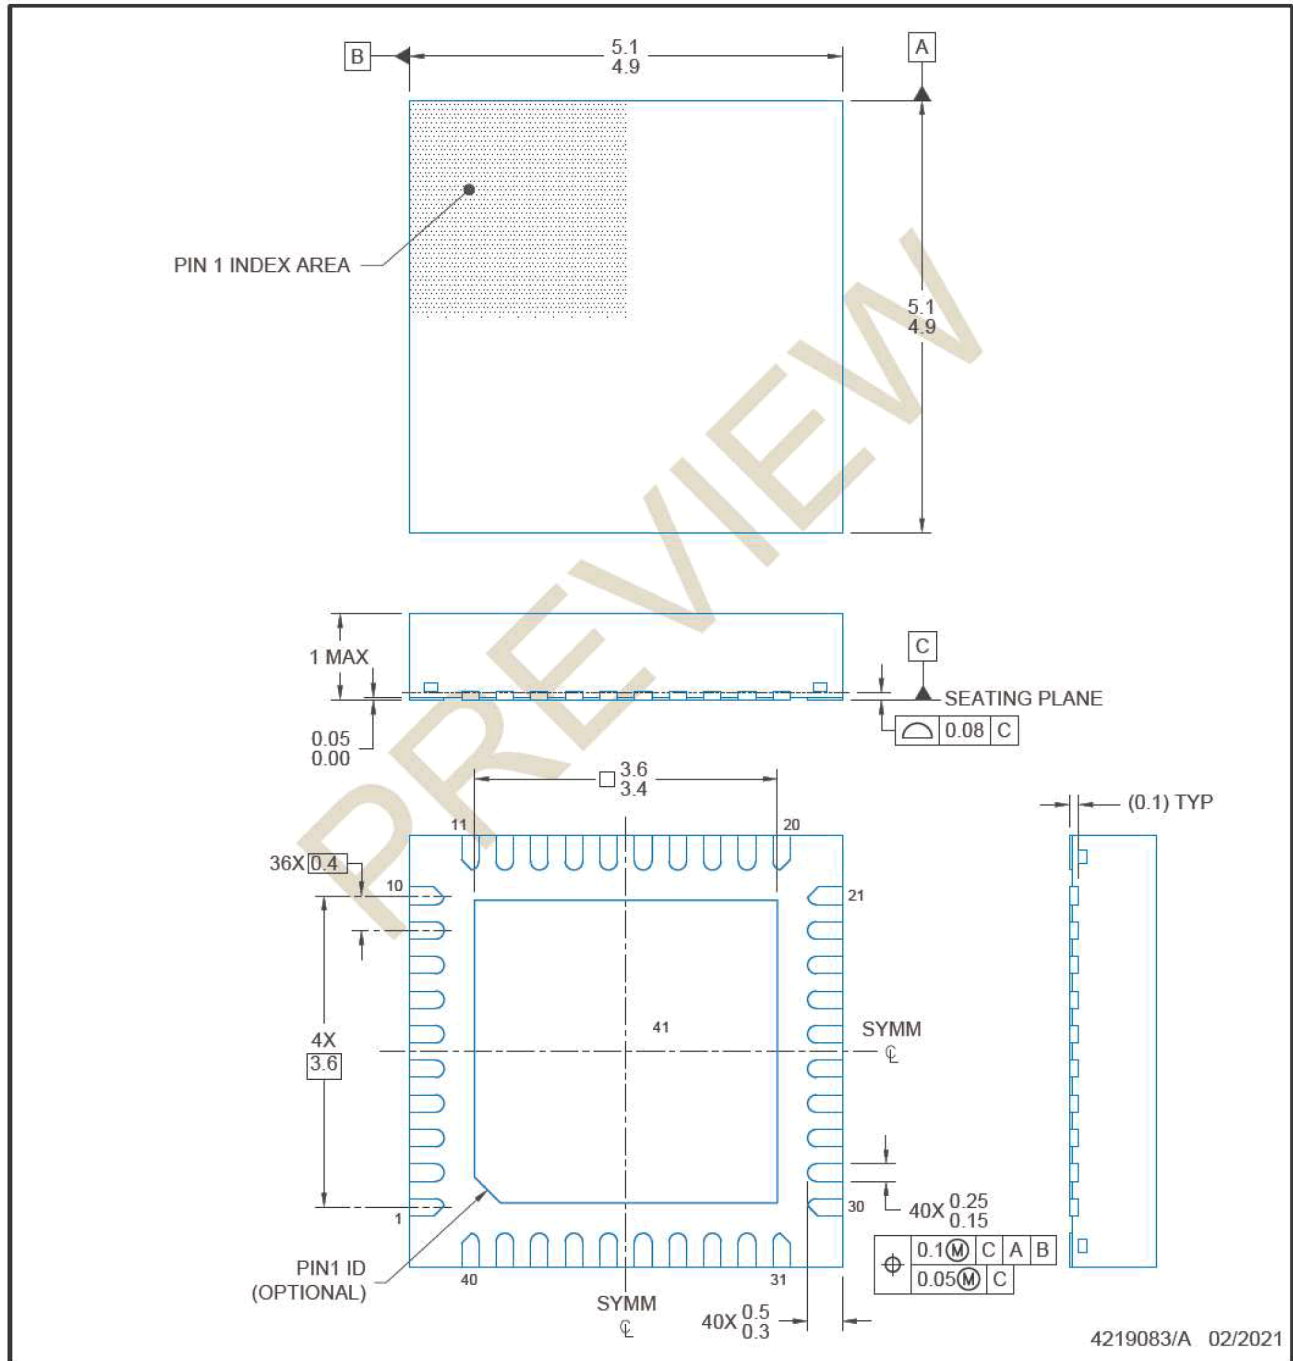 B
5.1
4.9
A
PIN 1 INDEX AREA
5.1
4.9
PREVIEW
1 MAX
C
SEATING PLANE
0.08 C
0.05
0.00
3.6
3.4
(0.1) TYP
11
20
36X 0.4
10
21
4X
3.6
41
SYMM
℄
1
30
40X 0.25
0.15
0.1Ⓜ C A B
0.05Ⓜ C
PIN1 ID
(OPTIONAL)
40
31
SYMM
℄
40X 0.5
0.3
4219083/A 02/2021